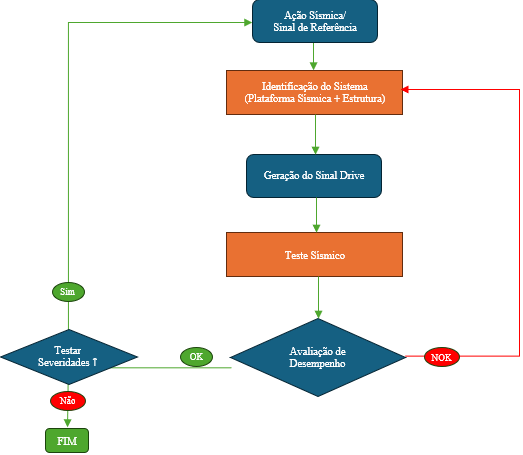 Ação Sísmica/
Sinal de Referência
Identificação do Sistema
(Plataforma Sísmica + Estrutura)
Geração do Sinal Drive
Teste Sísmico
Sim
Avaliação de
Desempenho
OK
NOK
Testar
Severidades ↑
Não
FIM